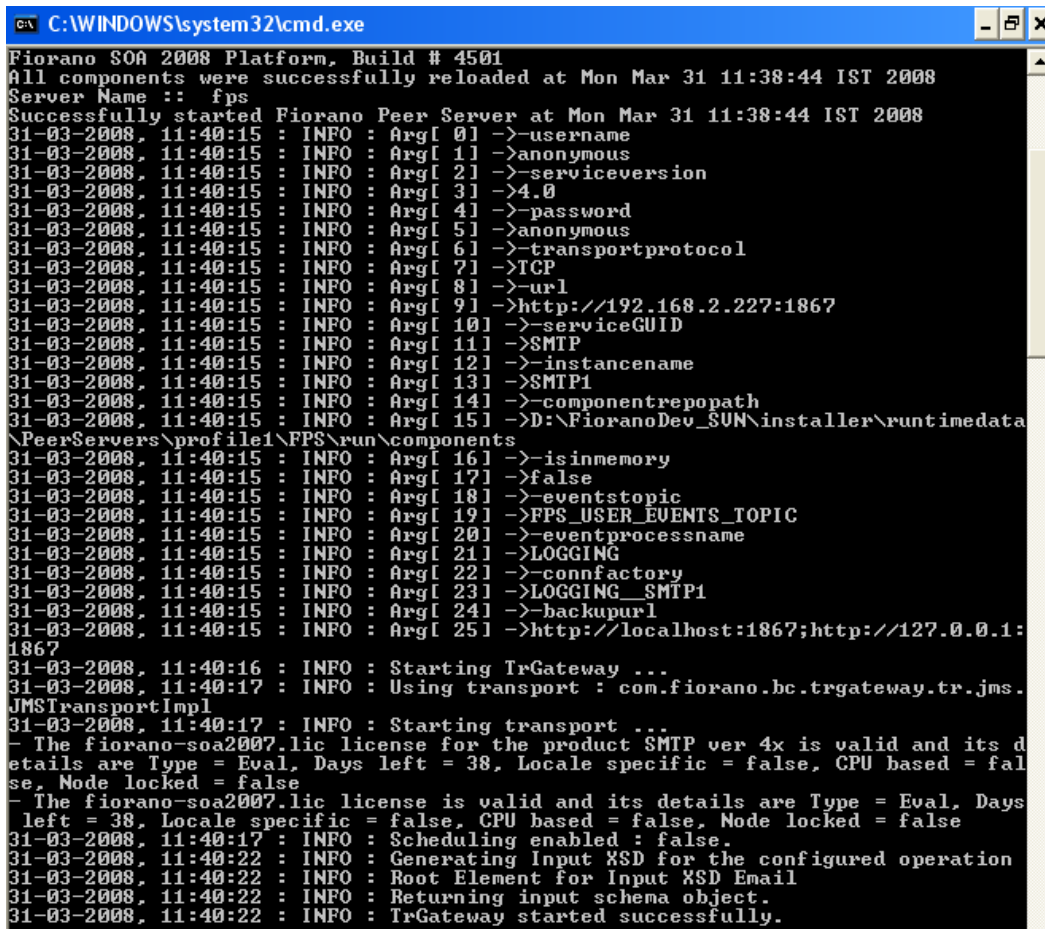 C:\WINDOWS\system32\cmd.exe
Fiorano SOA 2008 Platform, Build # 4501
All components were successfully reloaded at Mon Mar 31 11:38:44 IST 2008
Server Name ::  fps
Successfully started Fiorano Peer Server at Mon Mar 31 11:38:44 IST 2008
31-03-2008, 11:40:15 : INFO : Arg[ 0] ->-username
31-03-2008, 11:40:15 : INFO : Arg[ 1] ->anonymous
31-03-2008, 11:40:15 : INFO : Arg[ 2] ->-serviceversion
31-03-2008, 11:40:15 : INFO : Arg[ 3] ->4.0
31-03-2008, 11:40:15 : INFO : Arg[ 4] ->-password
31-03-2008, 11:40:15 : INFO : Arg[ 5] ->anonymous
31-03-2008, 11:40:15 : INFO : Arg[ 6] ->-transportprotocol
31-03-2008, 11:40:15 : INFO : Arg[ 7] ->TCP
31-03-2008, 11:40:15 : INFO : Arg[ 8] ->-url
31-03-2008, 11:40:15 : INFO : Arg[ 9] ->http://192.168.2.227:1867
31-03-2008, 11:40:15 : INFO : Arg[ 10] ->-serviceGUID
31-03-2008, 11:40:15 : INFO : Arg[ 11] ->SMTP
31-03-2008, 11:40:15 : INFO : Arg[ 12] ->-instancename
31-03-2008, 11:40:15 : INFO : Arg[ 13] ->SMTP1
31-03-2008, 11:40:15 : INFO : Arg[ 14] ->-componentrepopath
31-03-2008, 11:40:15 : INFO : Arg[ 15] ->D:\FioranoDev_SVN\installer\runtimedata
\PeerServers\profile1\FPS\run\components
31-03-2008, 11:40:15 : INFO : Arg[ 16] ->-isinmemory
31-03-2008, 11:40:15 : INFO : Arg[ 17] ->false
31-03-2008, 11:40:15 : INFO : Arg[ 18] ->-eventstopic
31-03-2008, 11:40:15 : INFO : Arg[ 19] ->FPS_USER_EVENTS_TOPIC
31-03-2008, 11:40:15 : INFO : Arg[ 20] ->-eventprocessname
31-03-2008, 11:40:15 : INFO : Arg[ 21] ->LOGGING
31-03-2008, 11:40:15 : INFO : Arg[ 22] ->-connfactory
31-03-2008, 11:40:15 : INFO : Arg[ 23] ->LOGGING__SMTP1
31-03-2008, 11:40:15 : INFO : Arg[ 24] ->-backupurl
31-03-2008, 11:40:15 : INFO : Arg[ 25] ->http://localhost:1867;http://127.0.0.1:
1867
31-03-2008, 11:40:16 : INFO : Starting TrGateway ...
31-03-2008, 11:40:17 : INFO : Using transport : com.fiorano.bc.trgateway.tr.jms.
JMSTransportImpl
31-03-2008, 11:40:17 : INFO : Starting transport ...
- The fiorano-soa2007.lic license for the product SMTP ver 4x is valid and its d
etails are Type = Eval, Days left = 38, Locale specific = false, CPU based = fal
se, Node locked = false
- The fiorano-soa2007.lic license is valid and its details are Type = Eval, Days
 left = 38, Locale specific = false, CPU based = false, Node locked = false
31-03-2008, 11:40:17 : INFO : Scheduling enabled : false.
31-03-2008, 11:40:22 : INFO : Generating Input XSD for the configured operation
31-03-2008, 11:40:22 : INFO : Root Element for Input XSD Email
31-03-2008, 11:40:22 : INFO : Returning input schema object.
31-03-2008, 11:40:22 : INFO : TrGateway started successfully.